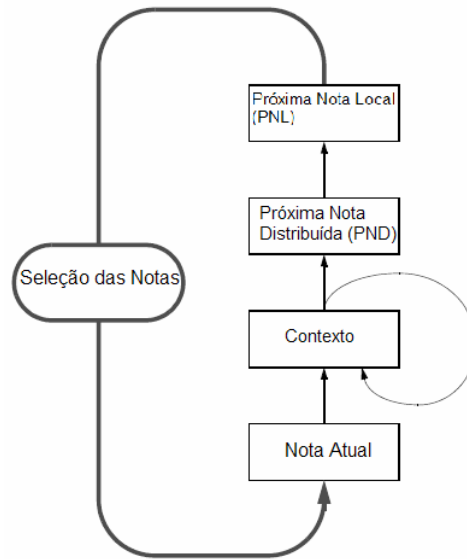 Próxima Nota Local
(PNL)
Próxima Nota
Distribuída (PND)
Seleção das Notas
Contexto
Nota Atual